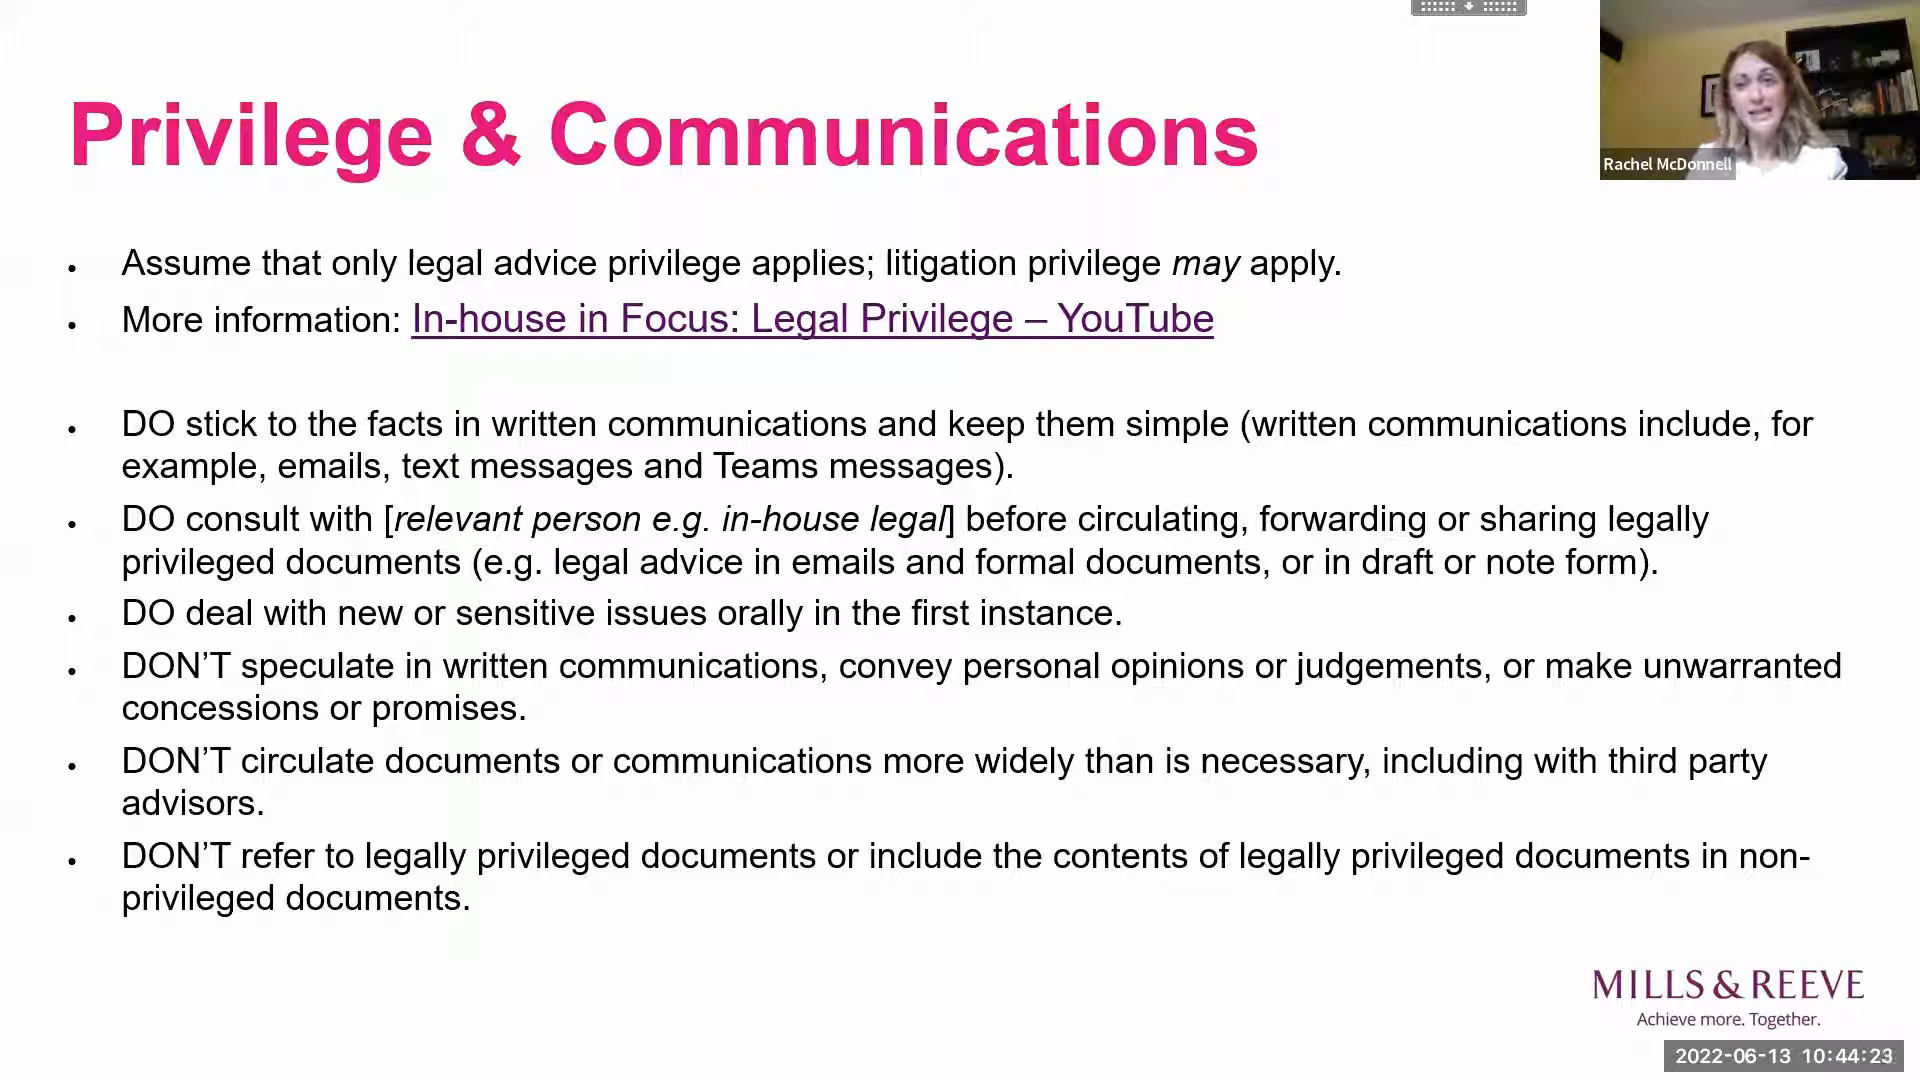 Privilege & Communications
Rachel McDonnell
• Assume that only legal advice privilege applies; litigation privilege may apply.
• More information: In-house in Focus: Legal Privilege – YouTube
• DO stick to the facts in written communications and keep them simple (written communications include, for
example, emails, text messages and Teams messages).
• DO consult with [relevant person e.g. in-house legal] before circulating, forwarding or sharing legally
privileged documents (e.g. legal advice in emails and formal documents, or in draft or note form).
• DO deal with new or sensitive issues orally in the first instance.
• DON’T speculate in written communications, convey personal opinions or judgements, or make unwarranted
concessions or promises.
• DON’T circulate documents or communications more widely than is necessary, including with third party
advisors.
• DON’T refer to legally privileged documents or include the contents of legally privileged documents in non-
privileged documents.
MILLS & REEVE
Achieve more. Together.
2022-06-13 10:44:23